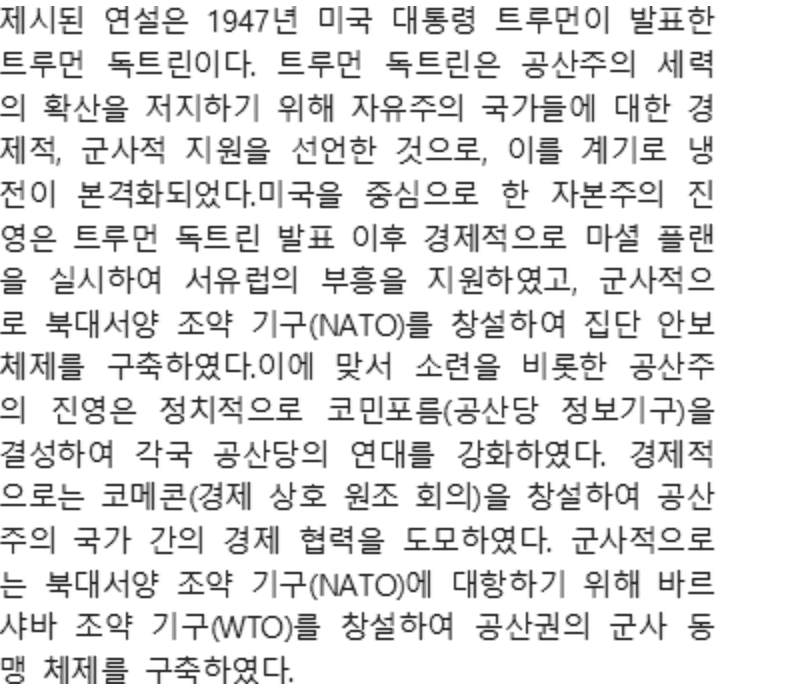 제시된 연설은 1947년 미국 대통령 트루먼이 발표한
트루먼 독트린이다. 트루먼 독트린은 공산주의 세력
의 확산을 저지하기 위해 자유주의 국가들에 대한 경
제적, 군사적 지원을 선언한 것으로, 이를 계기로 냉
전이 본격화되었다.미국을 중심으로 한 자본주의 진
영은 트루먼 독트린 발표 이후 경제적으로 마셜 플랜
을 실시하여 서유럽의 부흥을 지원하였고, 군사적으
로 북대서양 조약 기구(NATO)를 창설하여 집단 안보
체제를 구축하였다.이에 맞서 소련을 비롯한 공산주
의 진영은 정치적으로 코민포름(공산당 정보기구)을
결성하여 각국 공산당의 연대를 강화하였다. 경제적
으로는 코메콘(경제 상호 원조 회의)을 창설하여 공산
주의 국가 간의 경제 협력을 도모하였다. 군사적으로
는 북대서양 조약 기구(NATO)에 대항하기 위해 바르
샤바 조약 기구(WTO)를 창설하여 공산권의 군사 동
맹 체제를 구축하였다.